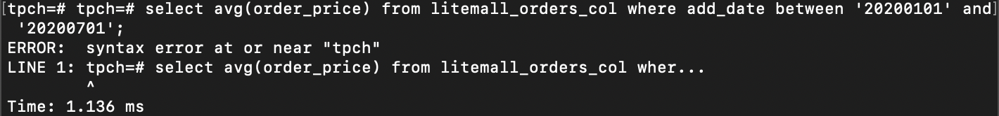 [tpch=# tpch=# select avg(order_price) from litemall_orders_col where add_date between '20200101' and]
 '20200701';
ERROR:  syntax error at or near "tpch"
LINE 1: tpch=# select avg(order_price) from litemall_orders_col wher...
        ^
Time: 1.136 ms